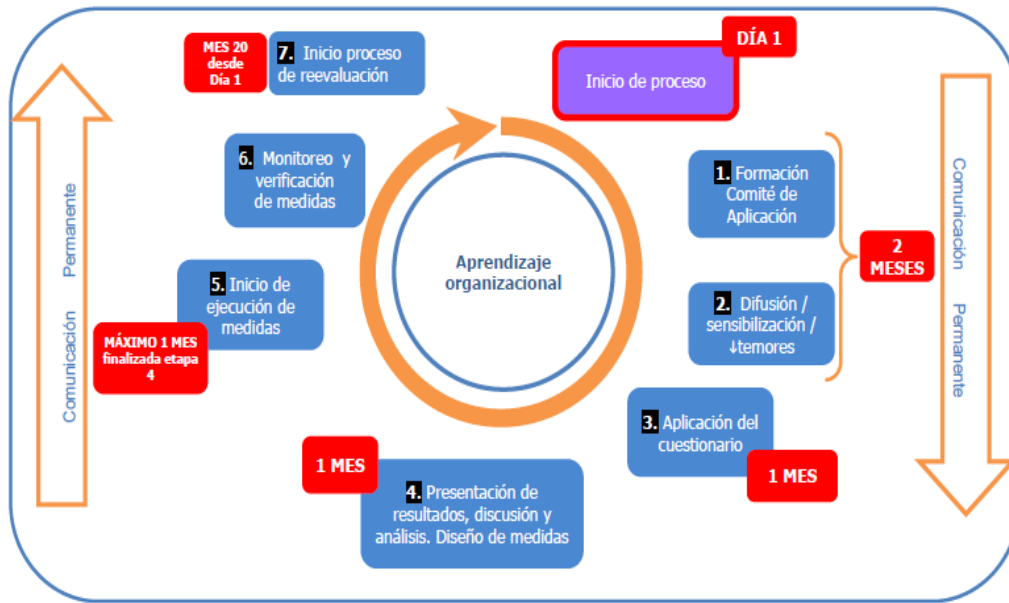 DÍA 1
Inicio de proceso
1. Formación
Comité de
Aplicación
2. Difusión /
sensibilización /
↓temores
2
MESES
3. Aplicación del
cuestionario
1 MES
4. Presentación de
resultados, discusión y
análisis. Diseño de medidas
1 MES
5. Inicio de
ejecución de
medidas
MÁXIMO 1 MES
finalizada etapa
4
6. Monitoreo y
verificación
de medidas
7. Inicio proceso
de reevaluación
MES 20
desde
Día 1
Aprendizaje
organizacional
Comunicación Permanente
Comunicación Permanente